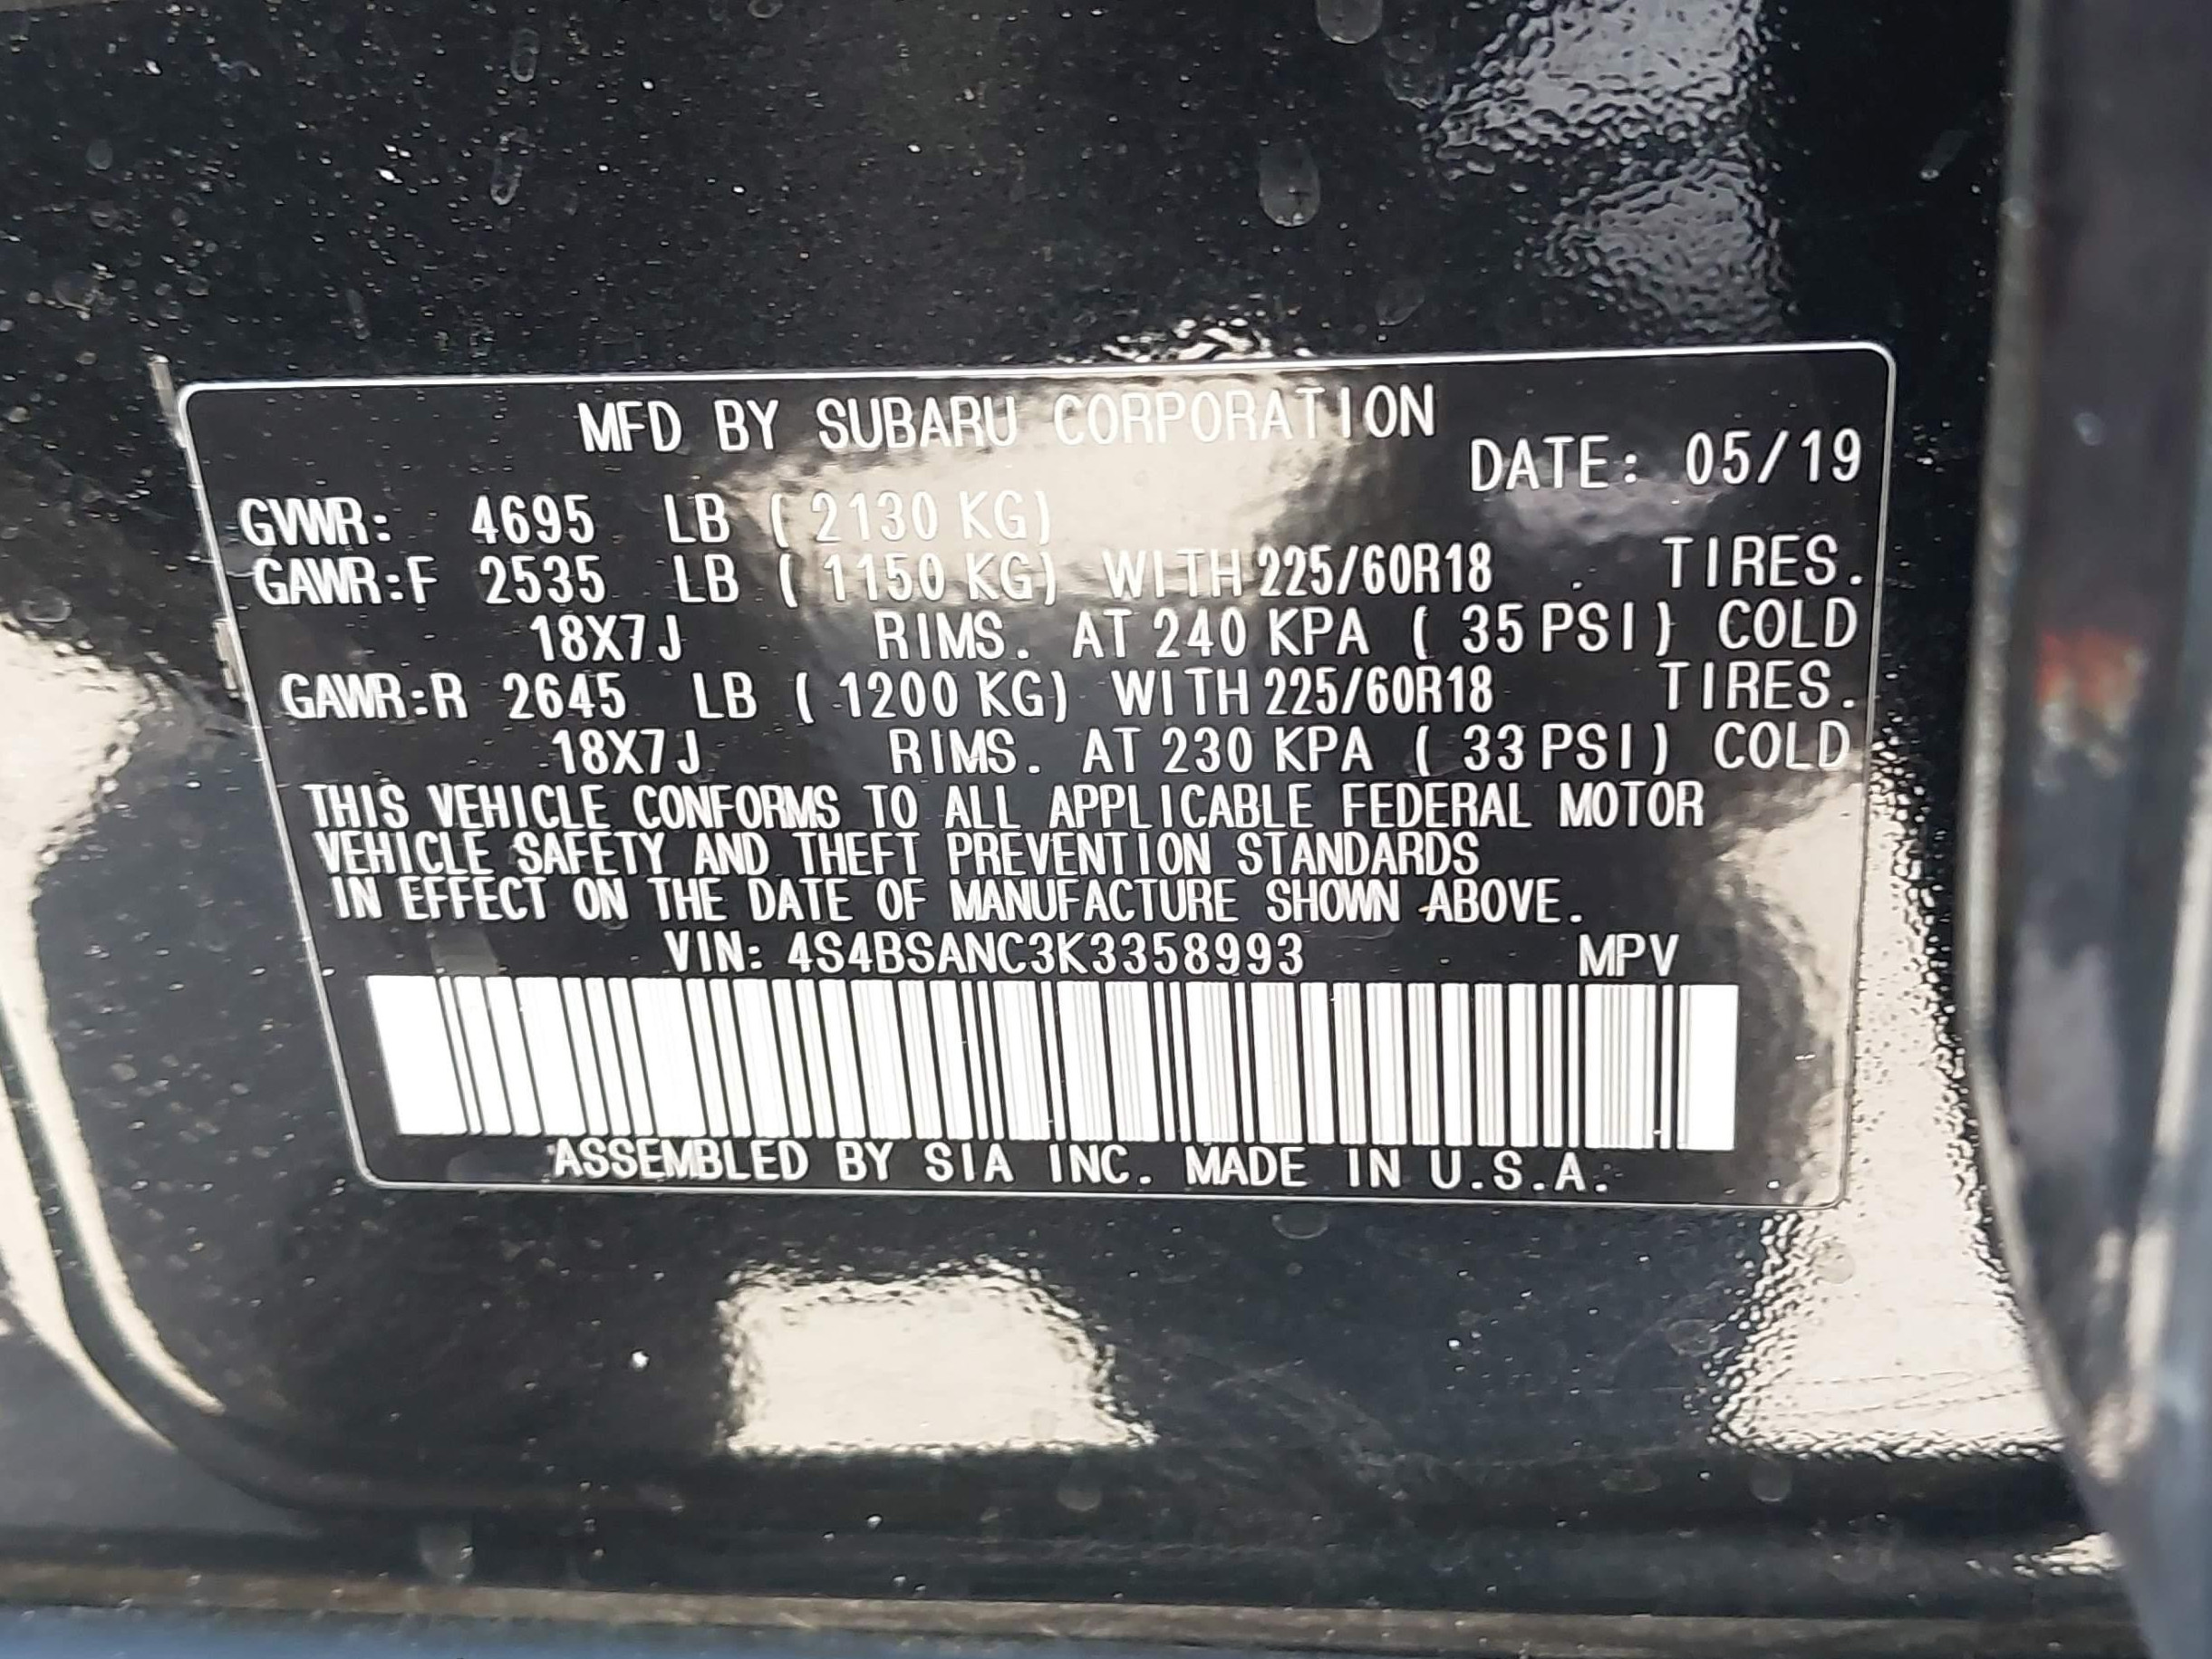 MFD BY SUBARU CORPORATION
DATE: 05/19
GVWR: 4695 LB ( 2130 KG)
GAWR:F 2535 LB ( 1150 KG) WITH 225/60R18 TIRES.
18X7J RIMS. AT 240 KPA ( 35 PSI) COLD
GAWR:R 2645 LB ( 1200 KG) WITH 225/60R18 TIRES.
18X7J RIMS. AT 230 KPA ( 33 PSI) COLD
THIS VEHICLE CONFORMS TO ALL APPLICABLE FEDERAL MOTOR
VEHICLE SAFETY AND THEFT PREVENTION STANDARDS
IN EFFECT ON THE DATE OF MANUFACTURE SHOWN ABOVE.
VIN: 4S4BSANC3K3358993 MPV
ASSEMBLED BY SIA INC. MADE IN U.S.A.